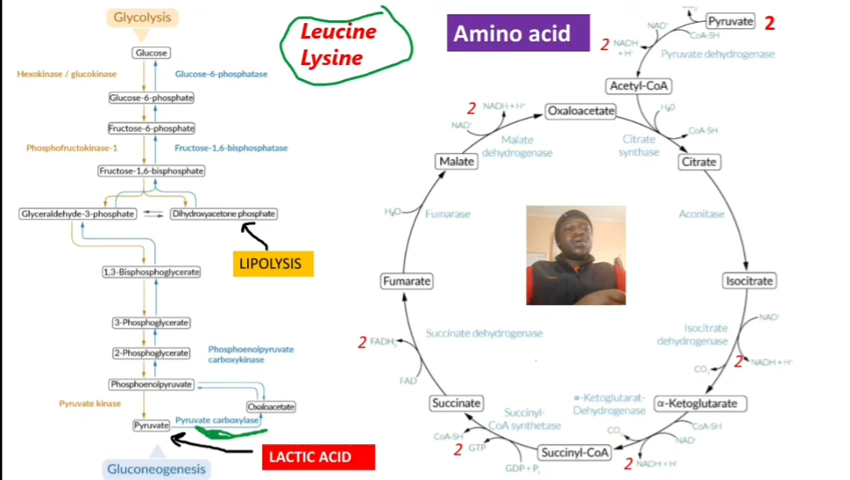 Glycolysis
Glucose
Hexokinase / glucokinase
Glucose-6-phosphatase
Glucose-6-phosphate
Fructose-6-phosphate
Phosphofructokinase-1
Fructose-1,6-bisphosphatase
Fructose-1,6-bisphosphate
Glyceraldehyde-3-phosphate
Dihydroxyacetone phosphate
LIPOLYSIS
1,3-Bisphosphoglycerate
3-Phosphoglycerate
2-Phosphoglycerate
Phosphoenolpyruvate
carboxykinase
Phosphoenolpyruvate
Pyruvate kinase
Oxaloacetate
Pyruvate carboxylase
Pyruvate
LACTIC ACID
Gluconeogenesis
Leucine
Lysine
Amino acid
Pyruvate 2
NAD⁺
CoA-SH
2 NADH
+ H⁺
Pyruvate dehydrogenase
Acetyl-CoA
H₂O
CoA-SH
Citrate
synthase
Citrate
Aconitase
Isocitrate
NAD⁺
Isocitrate
dehydrogenase
2 NADH + H⁺
CO₂
α-Ketoglutarate
α-Ketoglutarat-
Dehydrogenase
CoA-SH
NAD⁺
CO₂
2 NADH + H⁺
Succinyl-CoA
Succinyl-
CoA synthetase
GDP + Pᵢ
2 GTP
CoA-SH
Succinate
Succinate dehydrogenase
FAD
2 FADH₂
Fumarate
Fumarase
H₂O
Malate
Malate
dehydrogenase
NAD⁺
2 NADH + H⁺
Oxaloacetate